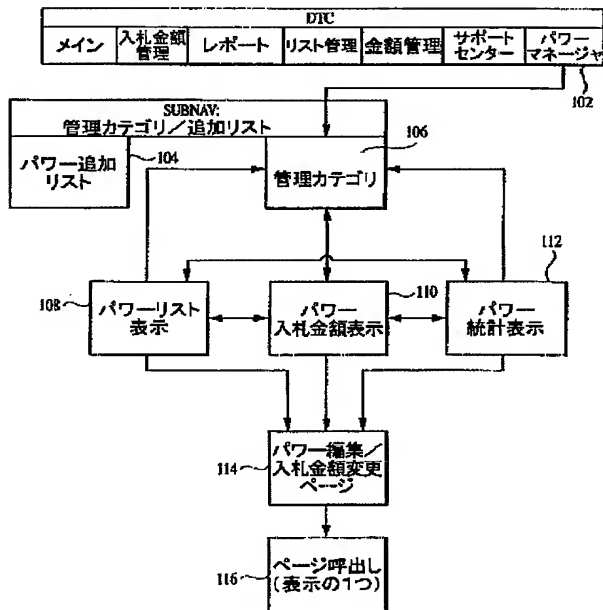 DTC
メイン
入札金額
管理
レポート
リスト管理
金額管理
サポート
センター
パワー
マネージャ
102
SUBNAV:
管理カテゴリ／追加リスト
パワー追加
リスト
104
106
管理カテゴリ
108
パワーリスト
表示
110
パワー
入札金額表示
112
パワー
統計表示
114
パワー編集／
入札金額変更
ページ
116
ページ呼出し
(表示の1つ)